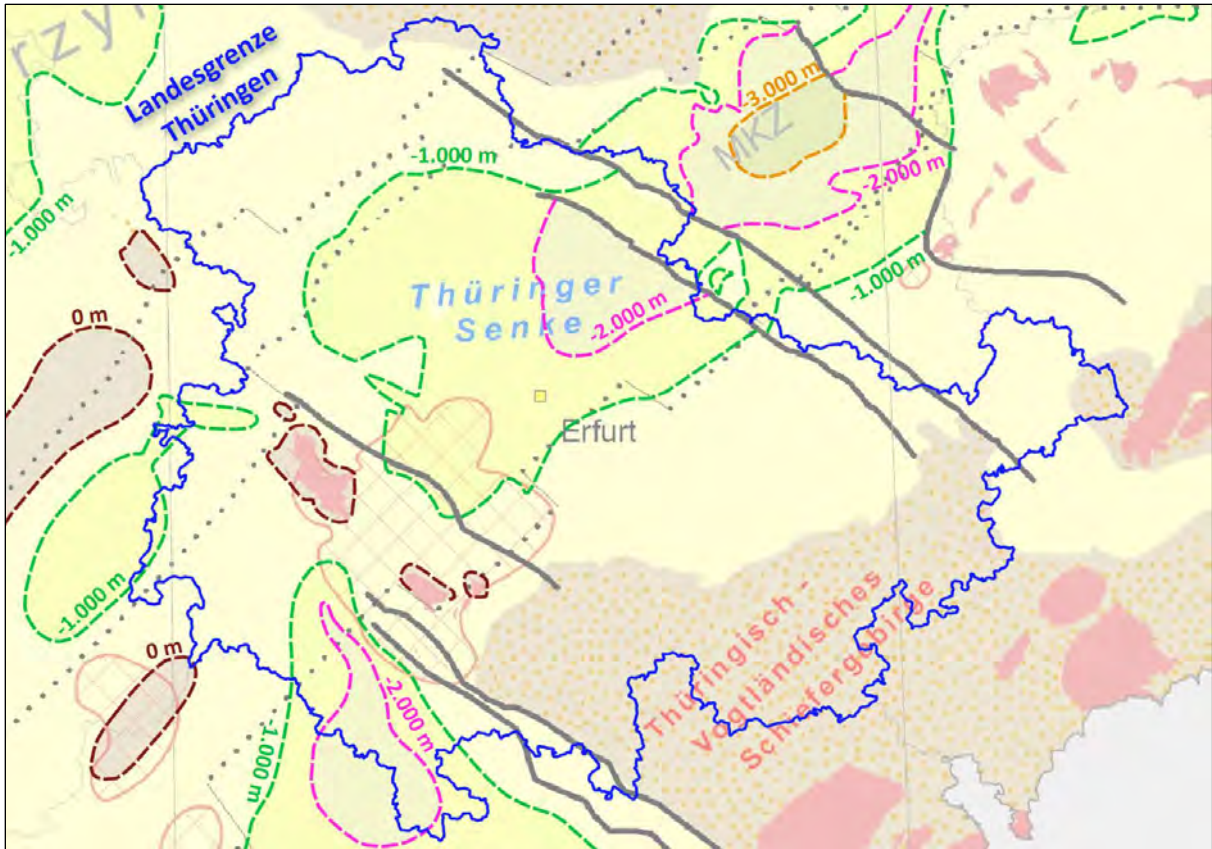 rzy
Landesgrenze
Thüringen
-3.000 m
MKZ
-1.000 m
-2.000 m
-1.000 m
-1.000 m
Thüringer
Senke
-2.000 m
0 m
Erfurt
-1.000 m
0 m
-2.000 m
-1.000 m
Thüringisch -
Vogtländisches
Schiefergebirge